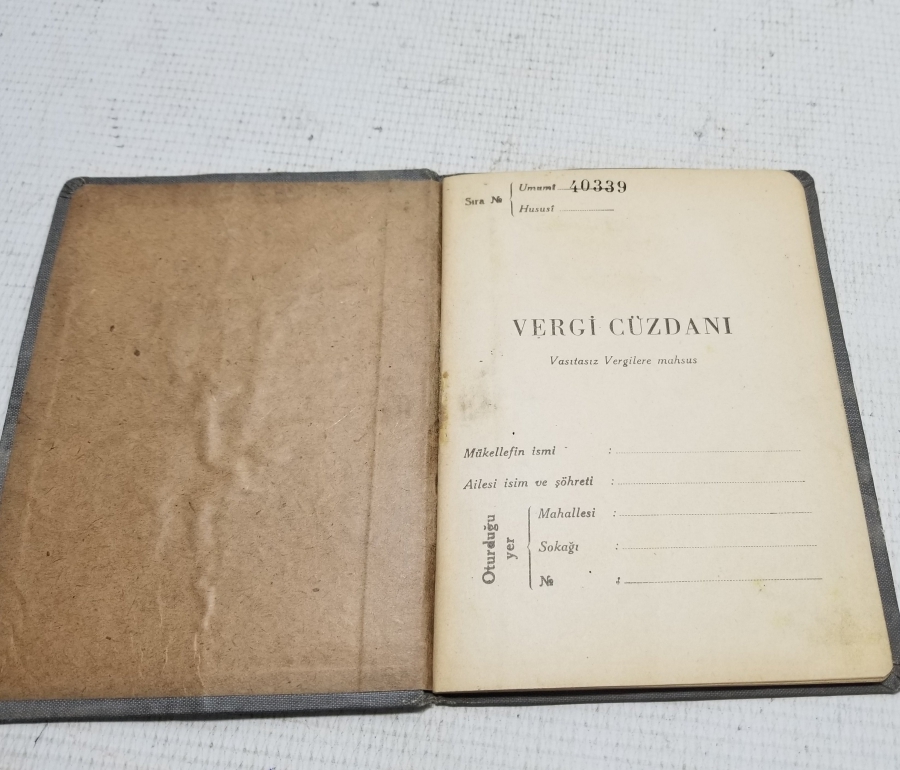 Sıra №
Umumî 40339
Hususî
VERGİ CÜZDANI
Vasıtasız Vergilere mahsus
Mükellefin ismi :
Ailesi isim ve şöhreti :
Oturduğu
yer
Mahallesi :
Sokağı :
№ :